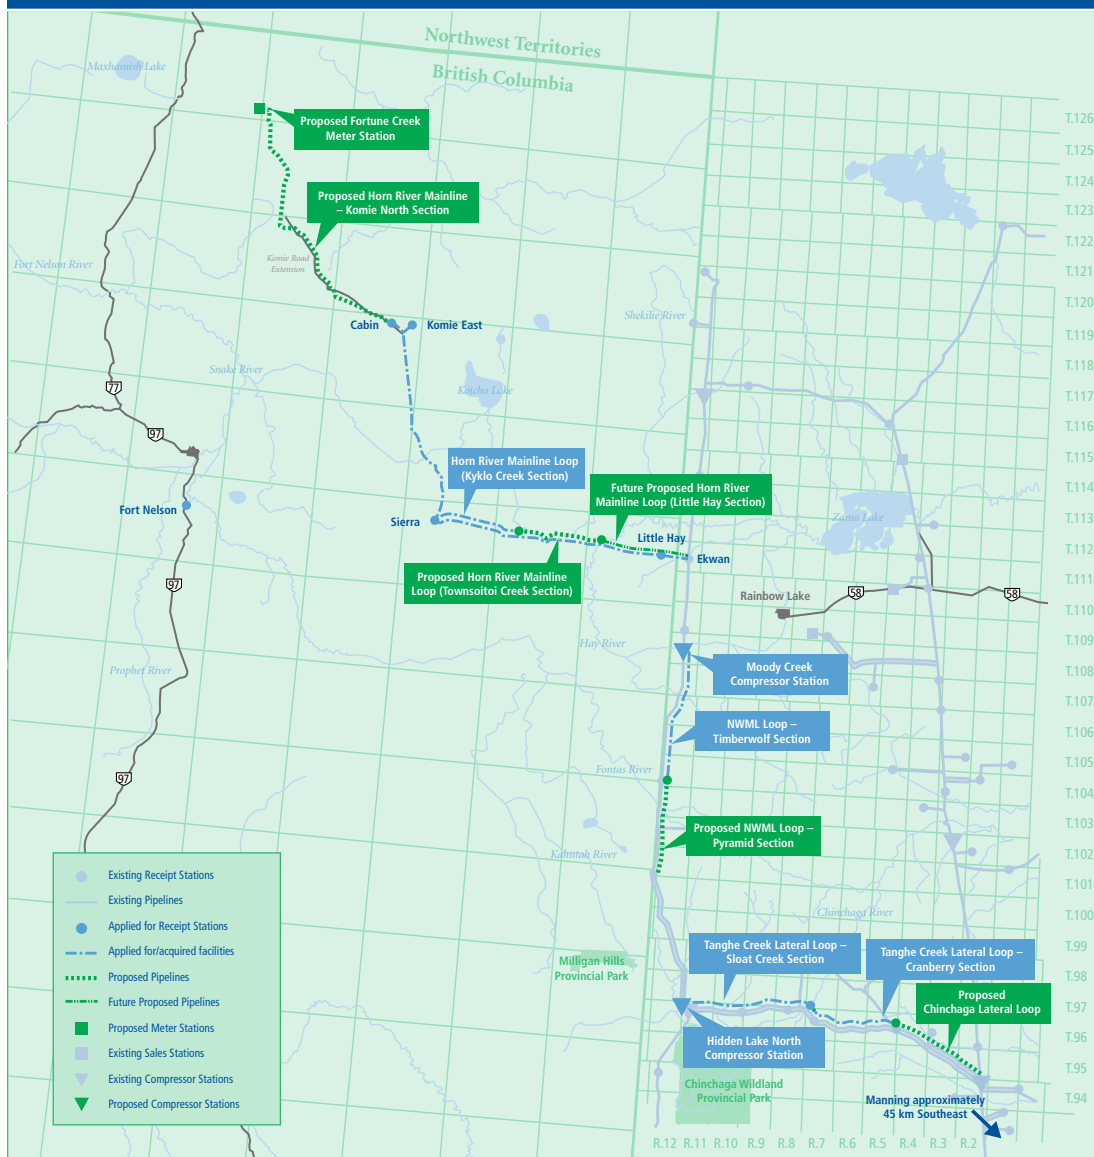 Northwest Territories
British Columbia
Maxhamish Lake
Proposed Fortune Creek
Meter Station
Proposed Horn River Mainline
– Komie North Section
Fort Nelson River
Komie Road
Extension
Shekilie River
Cabin
Komie East
Snake River
Kotcho Lake
77
97
Horn River Mainline Loop
(Kyklo Creek Section)
Future Proposed Horn River
Mainline Loop (Little Hay Section)
Fort Nelson
Sierra
Little Hay
Ekwan
Zama Lake
Proposed Horn River Mainline
Loop (Townsoitoi Creek Section)
97
Rainbow Lake
58
58
Hay River
Prophet River
Moody Creek
Compressor Station
NWML Loop –
Timberwolf Section
Fontas River
97
Proposed NWML Loop –
Pyramid Section
Kahntah River
Chinchaga River
Milligan Hills
Provincial Park
Tanghe Creek Lateral Loop –
Sloat Creek Section
Tanghe Creek Lateral Loop –
Cranberry Section
Proposed
Chinchaga Lateral Loop
Hidden Lake North
Compressor Station
Chinchaga Wildland
Provincial Park
Manning approximately
45 km Southeast
T.126
T.125
T.124
T.123
T.122
T.121
T.120
T.119
T.118
T.117
T.116
T.115
T.114
T.113
T.112
T.111
T.110
T.109
T.108
T.107
T.106
T.105
T.104
T.103
T.102
T.101
T.100
T.99
T.98
T.97
T.96
T.95
T.94
R.12 R.11 R.10 R.9 R.8 R.7 R.6 R.5 R.4 R.3 R.2
Existing Receipt Stations
Existing Pipelines
Applied for Receipt Stations
Applied for/acquired facilities
Proposed Pipelines
Future Proposed Pipelines
Proposed Meter Stations
Existing Sales Stations
Existing Compressor Stations
Proposed Compressor Stations